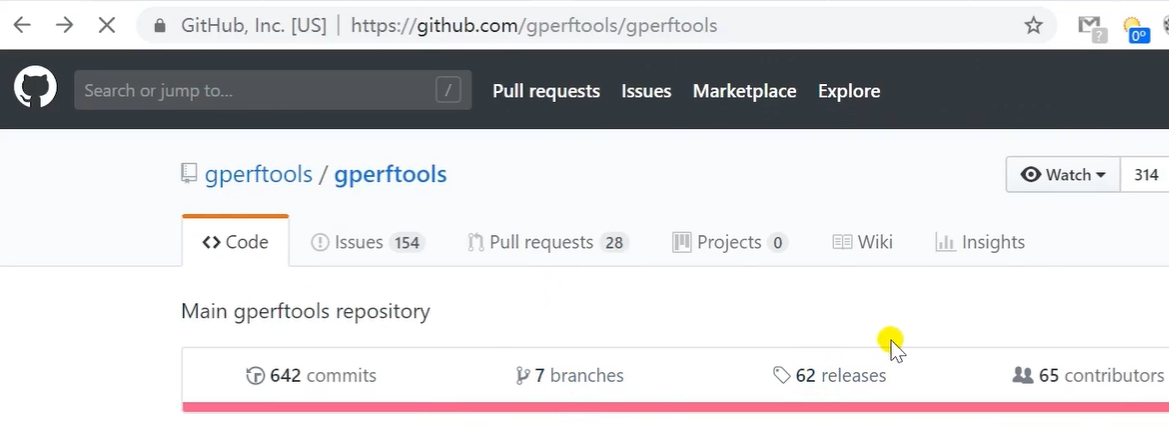 GitHub, Inc. [US] | https://github.com/gperftools/gperftools
? 0°
Search or jump to... / Pull requests Issues Marketplace Explore
gperftools / gperftools Watch 314
<> Code Issues 154 Pull requests 28 Projects 0 Wiki Insights
Main gperftools repository
642 commits 7 branches 62 releases 65 contributors